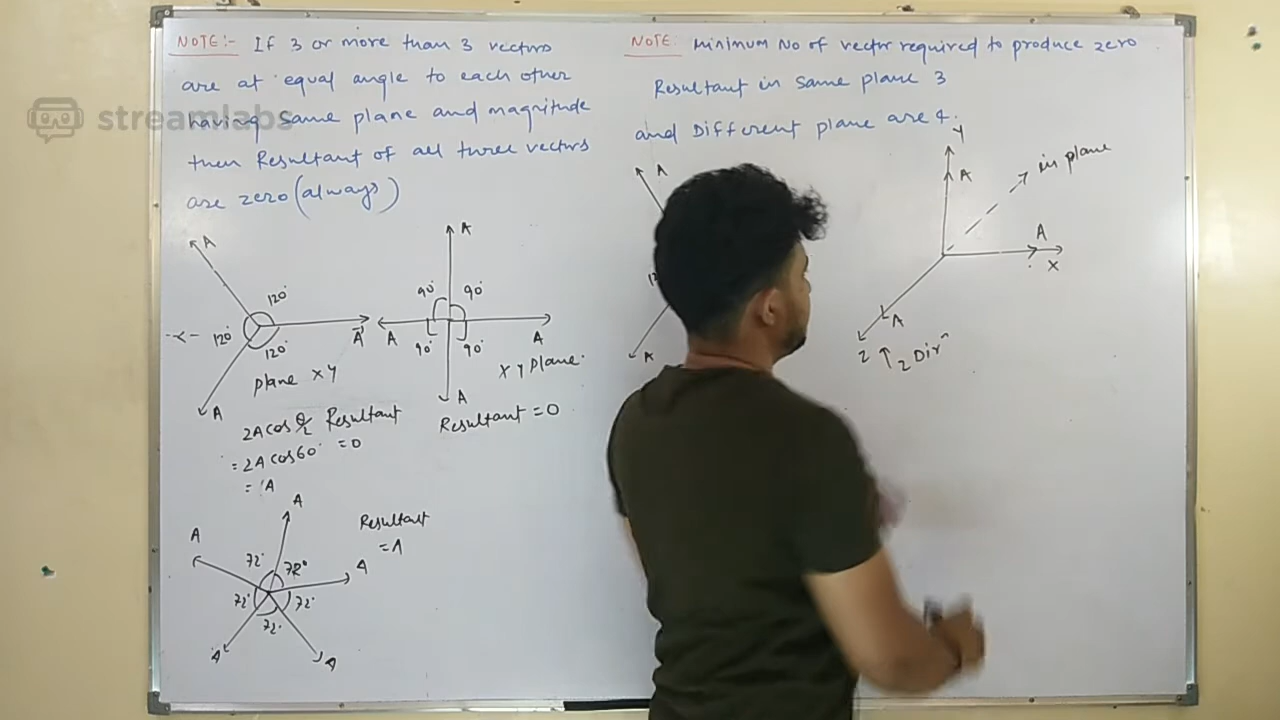 NOTE:- If 3 or more than 3 vectors
are at equal angle to each other
having same plane and magnitude
then Resultant of all three vectors
are zero (always)
streamlabs
A
120°
120°
120°
A
A
plane XY
2A cos θ/2 Resultant
= 2A cos60° = 0
= A
A
90° 90°
A A
90° 90°
A
XY plane.
Resultant = 0
A
A
72° 72°
A
72° 72°
72°
A A
Resultant
= A
NOTE: Minimum No of vector required to produce zero
Resultant in same plane 3
and Different plane are 4.
A
A
Y
A
in plane
A
X
A
Z ↑ Z Dirⁿ